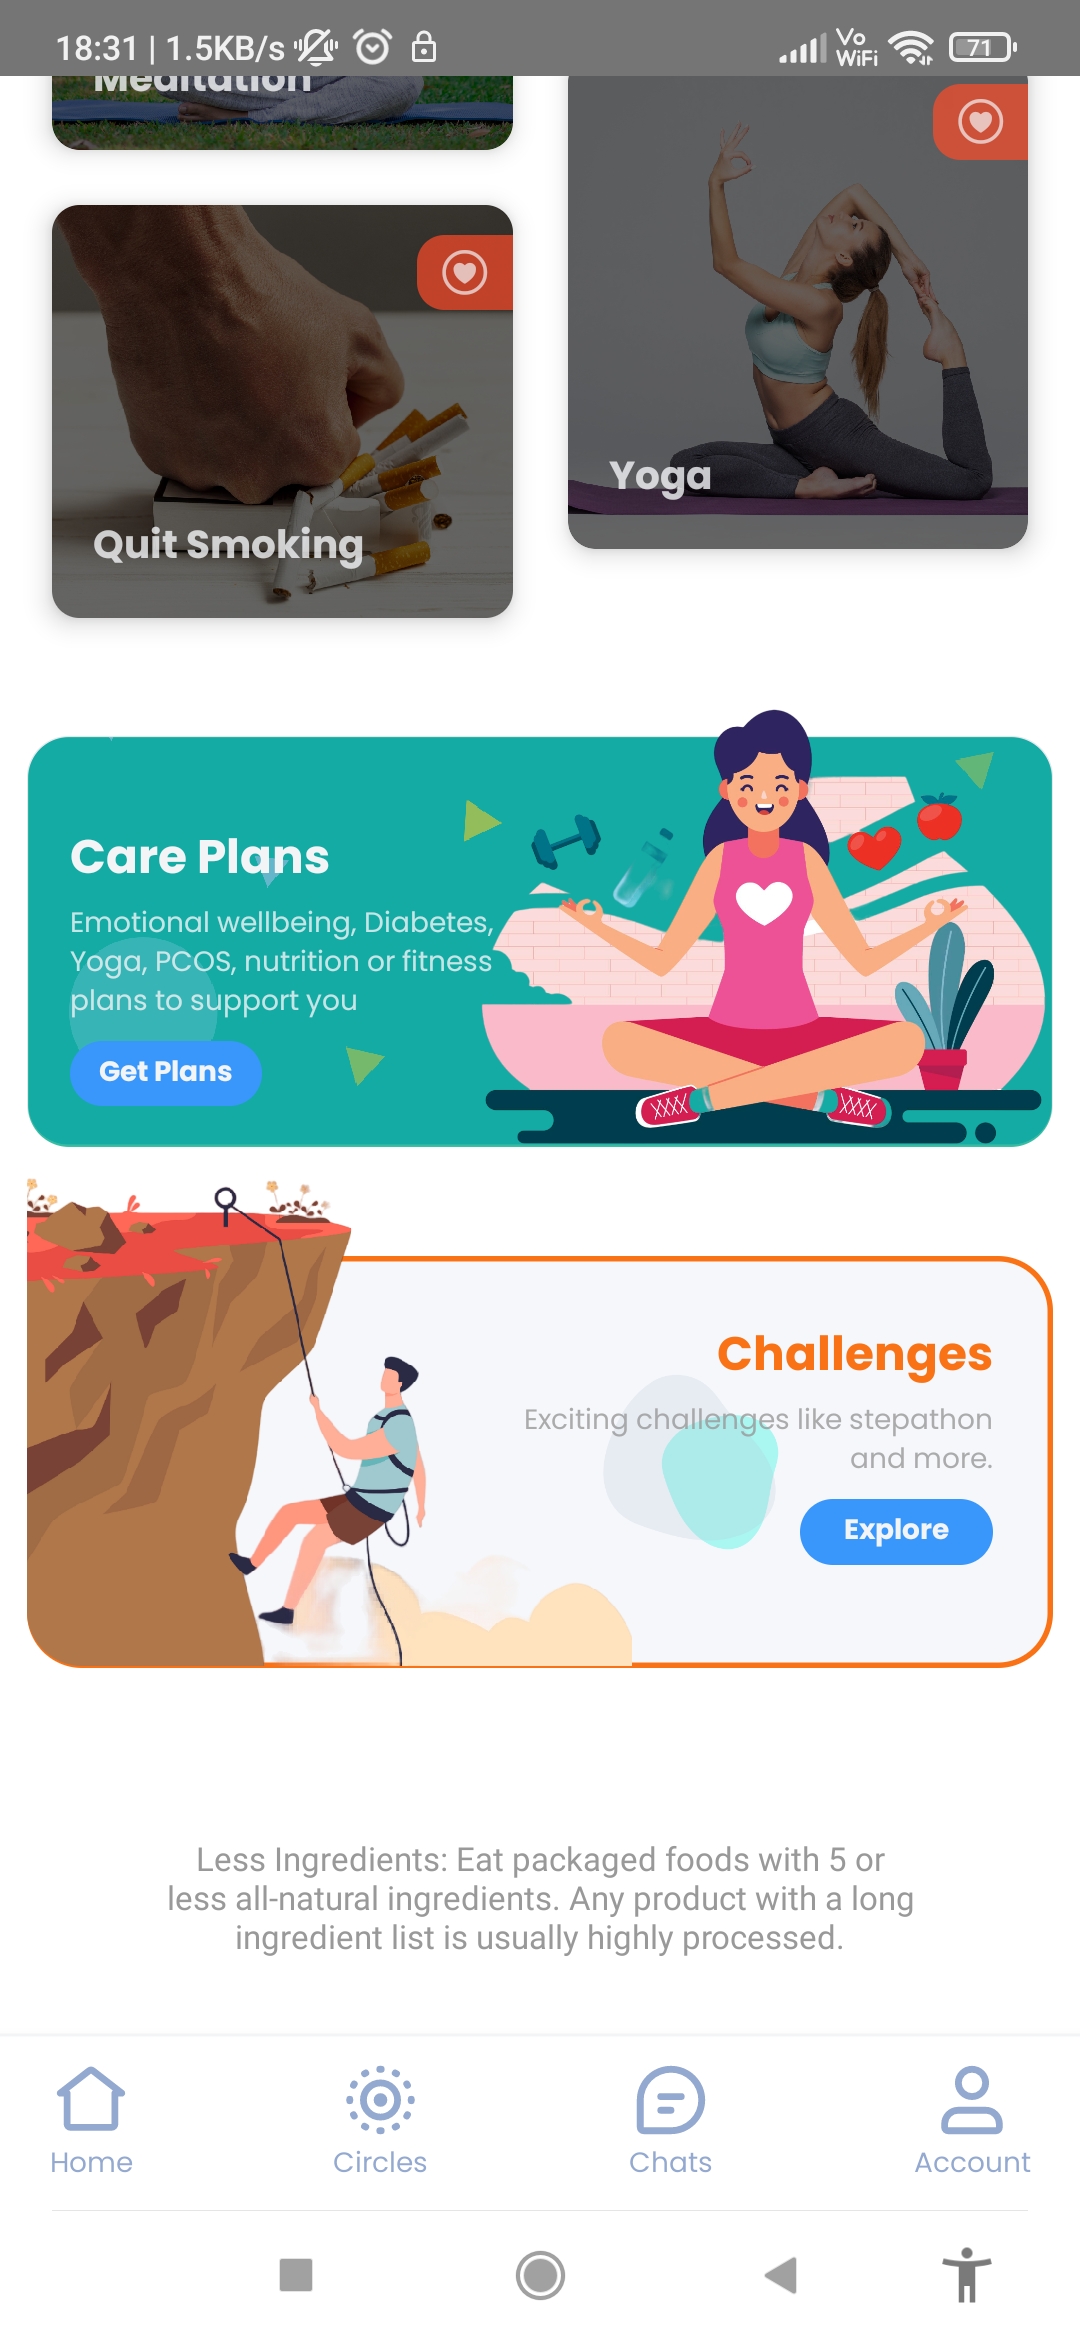 18:31 | 1.5KB/s
Vo
WiFi
71
Meditation
Quit Smoking
Yoga
Care Plans
Emotional wellbeing, Diabetes,
Yoga, PCOS, nutrition or fitness
plans to support you
Get Plans
Challenges
Exciting challenges like stepathon
and more.
Explore
Less Ingredients: Eat packaged foods with 5 or
less all-natural ingredients. Any product with a long
ingredient list is usually highly processed.
Home
Circles
Chats
Account